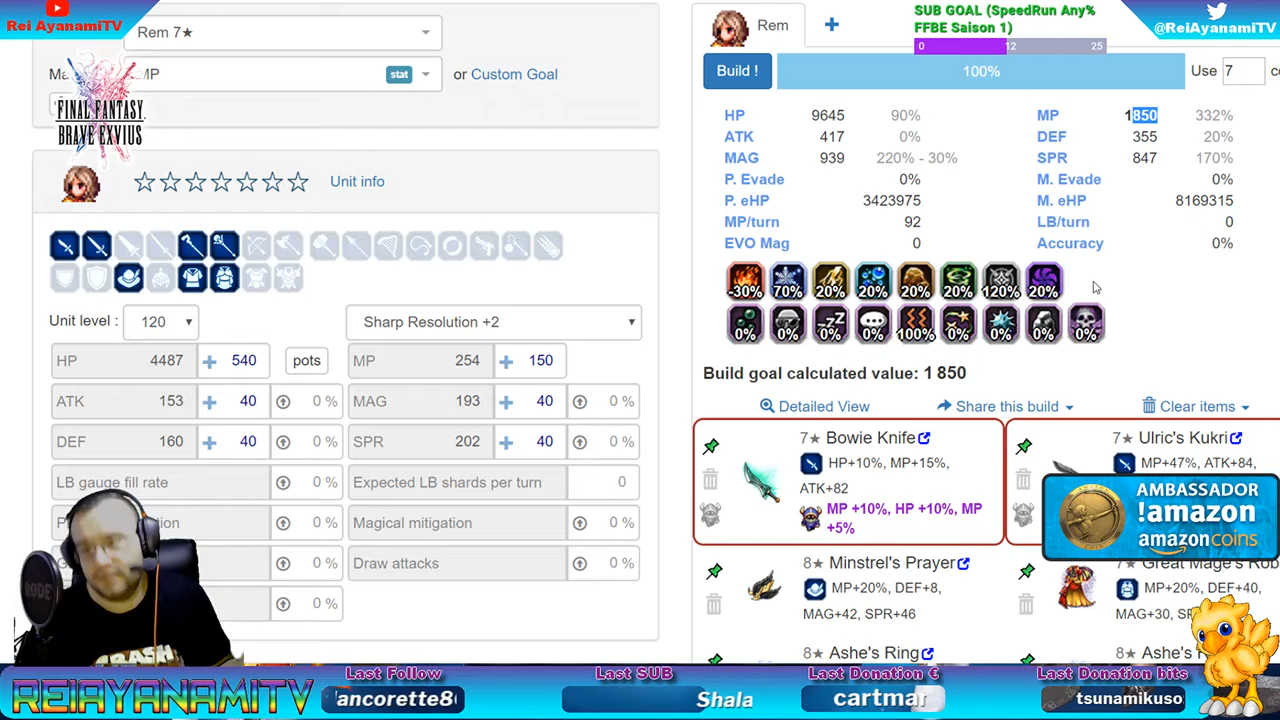 Rei AyanamiTV
Rem 7★
MP
stat
or Custom Goal
FINAL FANTASY
BRAVE EXVIUS
Unit info
Unit level :
120
Sharp Resolution +2
HP 4487 540 pots MP 254 150
ATK 153 40 0 % MAG 193 40 0 %
DEF 160 40 0 % SPR 202 40 0 %
LB gauge fill rate 0 % Expected LB shards per turn 0
0 % Magical mitigation 0 %
0 % Draw attacks 0 %
0 %
RODE
Rem
SUB GOAL (SpeedRun Any%
FFBE Saison 1)
0 12 25
@ReiAyanamiTV
Build !
100%
Use 7
HP 9645 90% MP 1850 332%
ATK 417 0% DEF 355 20%
MAG 939 220% - 30% SPR 847 170%
P. Evade 0% M. Evade 0%
P. eHP 3423975 M. eHP 8169315
MP/turn 92 LB/turn 0
EVO Mag 0 Accuracy 0%
-30% 70% 20% 20% 20% 20% 120% 20%
0% 0% 0% 0% 100% 0% 0% 0% 0%
Build goal calculated value: 1 850
Detailed View Share this build Clear items
7★ Bowie Knife
HP+10%, MP+15%,
ATK+82
MP +10%, HP +10%, MP
+5%
7★ Ulric's Kukri
MP+47%, ATK+84,
AMBASSADOR
!amazon
amazoncoins
8★ Minstrel's Prayer
MP+20%, DEF+8,
MAG+42, SPR+46
Great Mage's Rob
MP+20%, DEF+40,
MAG+30,
8★ Ashe's Ring
8★ Ashe's
REIAYANAMITV
Last Follow
ancorette8
Last SUB
Shala
Last Donation €
cartmar
Last Donation bits
tsunamikuso